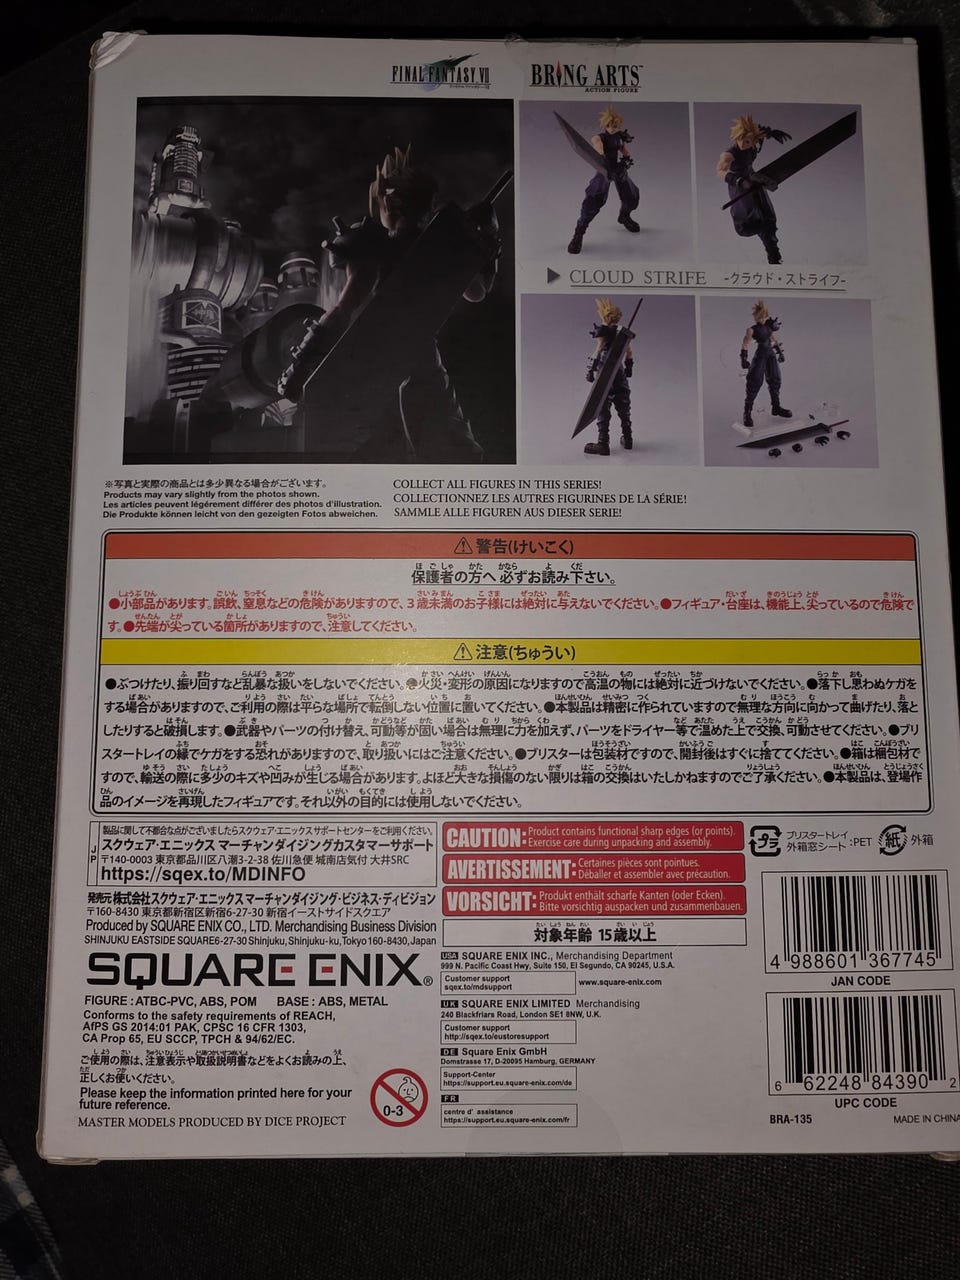 FINAL FANTASY VII
BRING ARTS™
ACTION FIGURE
▶ CLOUD STRIFE -クラウド・ストライフ-
※写真と実際の商品とは多少異なる場合がございます。
Products may vary slightly from the photos shown.
Les articles peuvent légérement différer des photos d'illustration.
Die Produkte können leicht von den gezeigten Fotos abweichen.
COLLECT ALL FIGURES IN THIS SERIES!
COLLECTIONNEZ LES AUTRES FIGURINES DE LA SÉRIE!
SAMMLE ALLE FIGUREN AUS DIESER SERIE!
⚠警告(けいこく)
保護者の方へ 必ずお読み下さい。
●小部品があります。誤飲、窒息などの危険がありますので、3歳未満のお子様には絶対に与えないでください。●フィギュア・台座は、機能上、尖っているので危険で
す。●先端が尖っている箇所がありますので、注意してください。
⚠注意(ちゅうい)
●ぶつけたり、振り回すなど乱暴な扱いをしないでください。●火災・変形の原因になりますので高温の物には絶対に近づけないでください。●落下し思わぬケガを
する場合がありますので、ご利用の際は平らな場所で転倒しない位置に置いてください。●本製品は精密に作られていますので無理な方向に向かって曲げたり、落と
したりすると破損します。●武器やパーツの付け替え、可動等が固い場合は無理に力を加えず、パーツをドライヤー等で温めた上で交換、可動させてください。●ブリ
スタートレイの縁でケガをする恐れがありますので、取り扱いにはご注意ください。●ブリスターは包装材ですので、開封後はすぐに捨ててください。●箱は梱包材で
すので、輸送の際に多少のキズや凹みが生じる場合があります。よほど大きな損傷のない限りは箱の交換はいたしかねますのでご了承ください。●本製品は、登場作
品のイメージを再現したフィギュアです。それ以外の目的には使用しないでください。
JP
製品に関して不都合な点がございましたらスクウェア・エニックスサポートセンターをご利用ください。
スクウェア・エニックス マーチャンダイジングカスタマーサポート
〒140-0003 東京都品川区八潮3-2-38 佐川急便 城南店気付 大井SRC
https://sqex.to/MDINFO
発売元 株式会社スクウェア・エニックス マーチャンダイジング・ビジネス・ディビジョン
〒160-8430 東京都新宿区新宿6-27-30 新宿イーストサイドスクエア
Produced by SQUARE ENIX CO., LTD. Merchandising Business Division
SHINJUKU EASTSIDE SQUARE6-27-30 Shinjuku, Shinjuku-ku, Tokyo 160-8430, Japan
SQUARE ENIX®
FIGURE : ATBC-PVC, ABS, POM BASE : ABS, METAL
Conforms to the safety requirements of REACH,
AfPS GS 2014:01 PAK, CPSC 16 CFR 1303,
CA Prop 65, EU SCCP, TPCH & 94/62/EC.
ご使用の際は、注意表示や取扱説明書などをよくお読みの上、
正しくお使いください。
Please keep the information printed here for your
future reference.
MASTER MODELS PRODUCED BY DICE PROJECT
0-3
CAUTION: Product contains functional sharp edges (or points).
Exercise care during unpacking and assembly.
AVERTISSEMENT: Certaines pièces sont pointues.
Déballer et assembler avec précaution.
VORSICHT: Produkt enthält scharfe Kanten (oder Ecken).
Bitte vorsichtig auspacken und zusammenbauen.
対象年齢 15歳以上
USA SQUARE ENIX INC., Merchandising Department
999 N. Pacific Coast Hwy, Suite 150, El Segundo, CA 90245, U.S.A.
Customer support
sqex.to/mdsupport
www.square-enix.com
UK SQUARE ENIX LIMITED Merchandising
240 Blackfriars Road, London SE1 8NW, U.K.
Customer support
http://sqex.to/eustoresupport
DE Square Enix GmbH
Domstrasse 17, D-20095 Hamburg, GERMANY
Support-Center
https://support.eu.square-enix.com/de
FR
centre d' assistance
https://support.eu.square-enix.com/fr
プラ
ブリスタートレイ
外箱窓シート :PET
紙 外箱
4 988601 367745
JAN CODE
6 62248 84390 2
UPC CODE
BRA-135
MADE IN CHINA